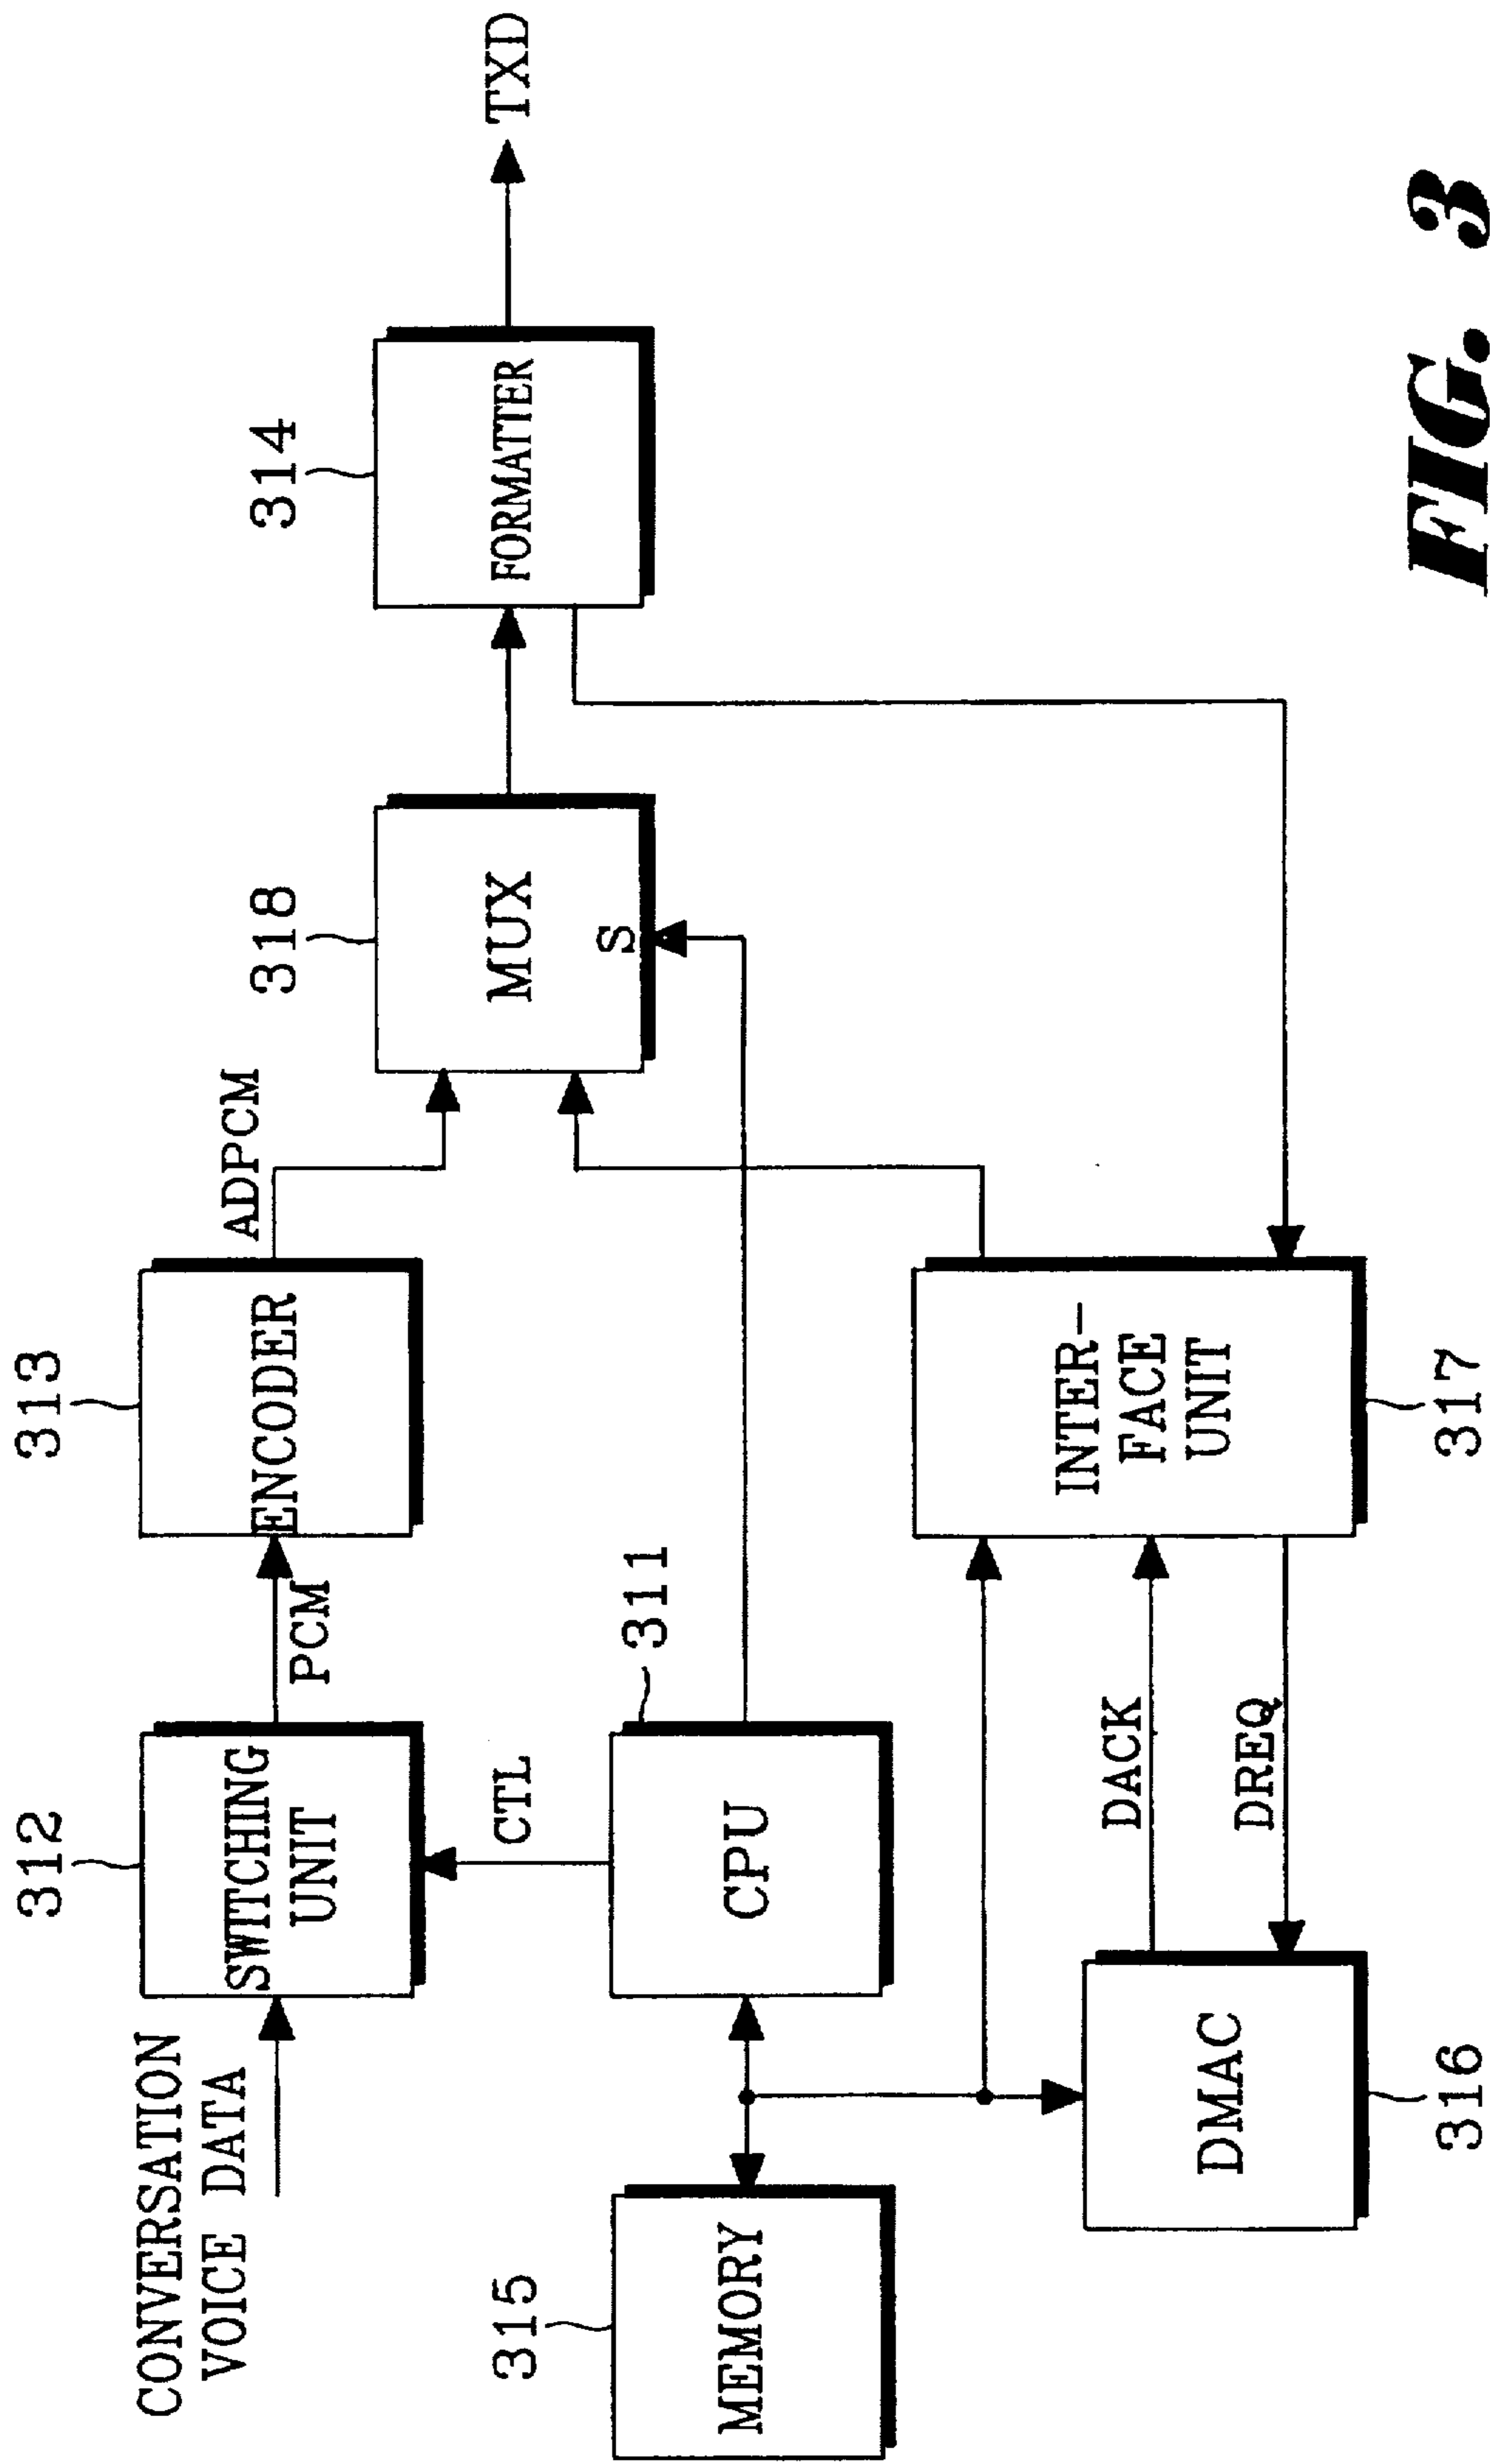 CONVERSATION
VOICE DATA
312
SWITCHING
UNIT
PCM
313
ENCODER
ADPCM
318
MUX
S
314
FORMATTER
TXD
CTL
311
CPU
315
MEMORY
DACK
DREQ
INTER-
FACE
UNIT
317
DMAC
316
FIG. 3